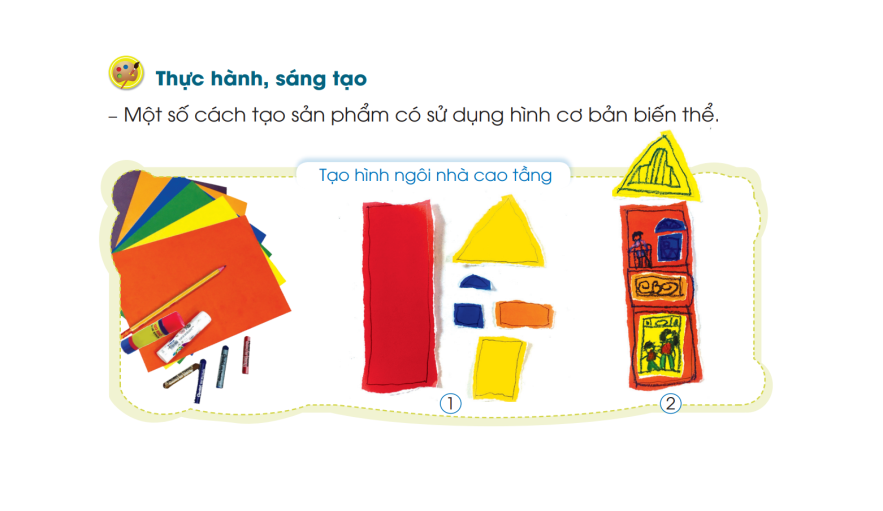 Thực hành, sáng tạo
– Một số cách tạo sản phẩm có sử dụng hình cơ bản biến thể.
Tạo hình ngôi nhà cao tầng
1
2